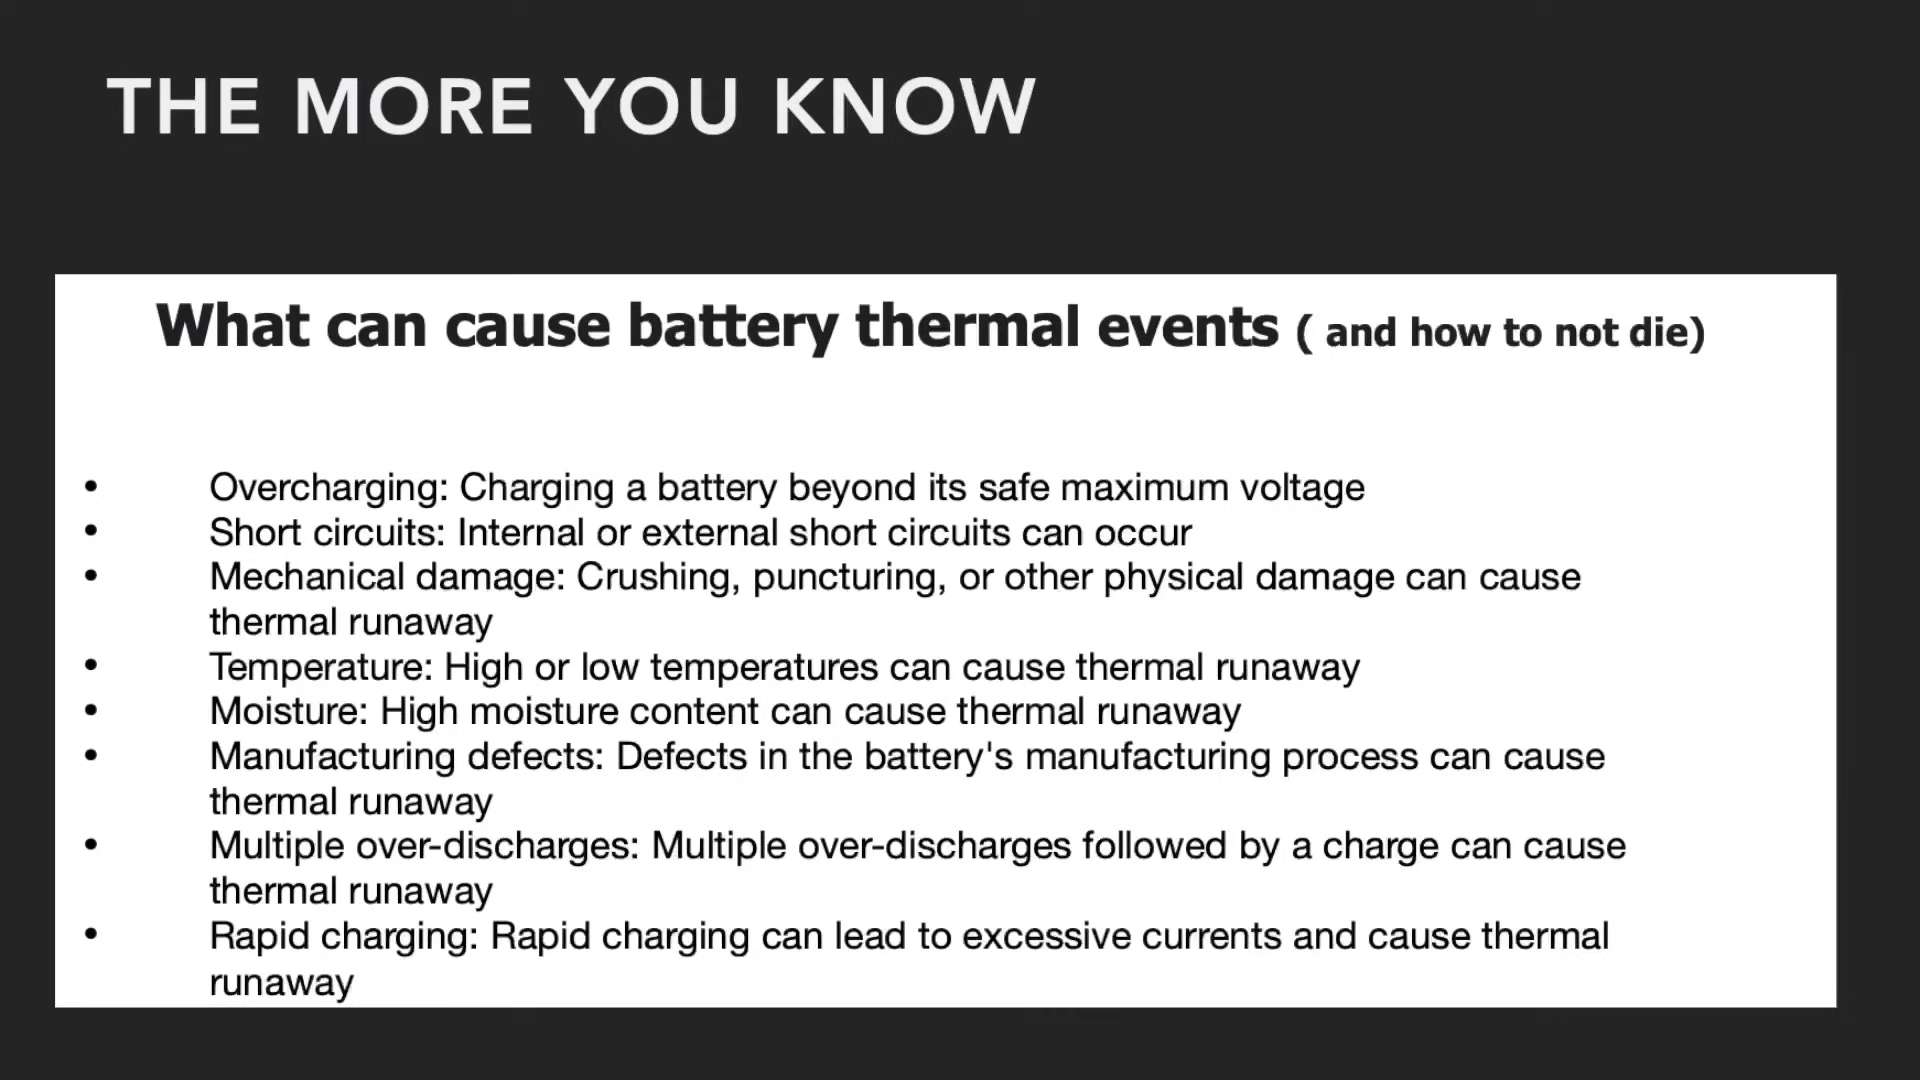 THE MORE YOU KNOW
What can cause battery thermal events ( and how to not die)
• Overcharging: Charging a battery beyond its safe maximum voltage
• Short circuits: Internal or external short circuits can occur
• Mechanical damage: Crushing, puncturing, or other physical damage can cause
thermal runaway
• Temperature: High or low temperatures can cause thermal runaway
• Moisture: High moisture content can cause thermal runaway
• Manufacturing defects: Defects in the battery's manufacturing process can cause
thermal runaway
• Multiple over-discharges: Multiple over-discharges followed by a charge can cause
thermal runaway
• Rapid charging: Rapid charging can lead to excessive currents and cause thermal
runaway